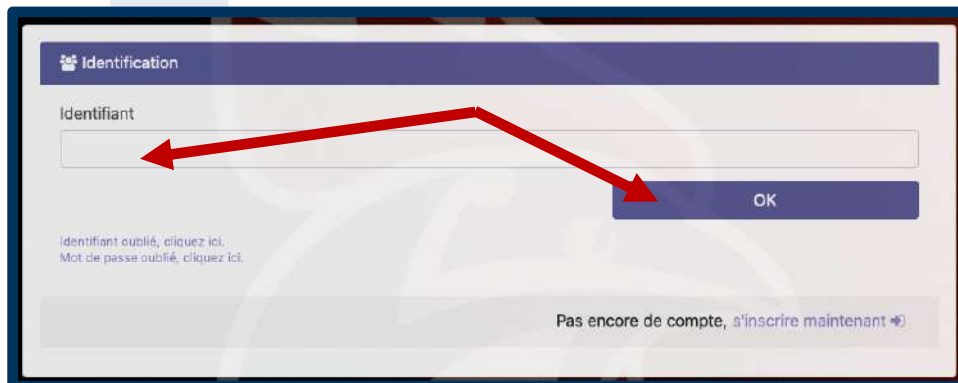 Identification
Identifiant
OK
Identifiant oublié, cliquez ici.
Mot de passe oublié, cliquez ici.
Pas encore de compte, s'inscrire maintenant